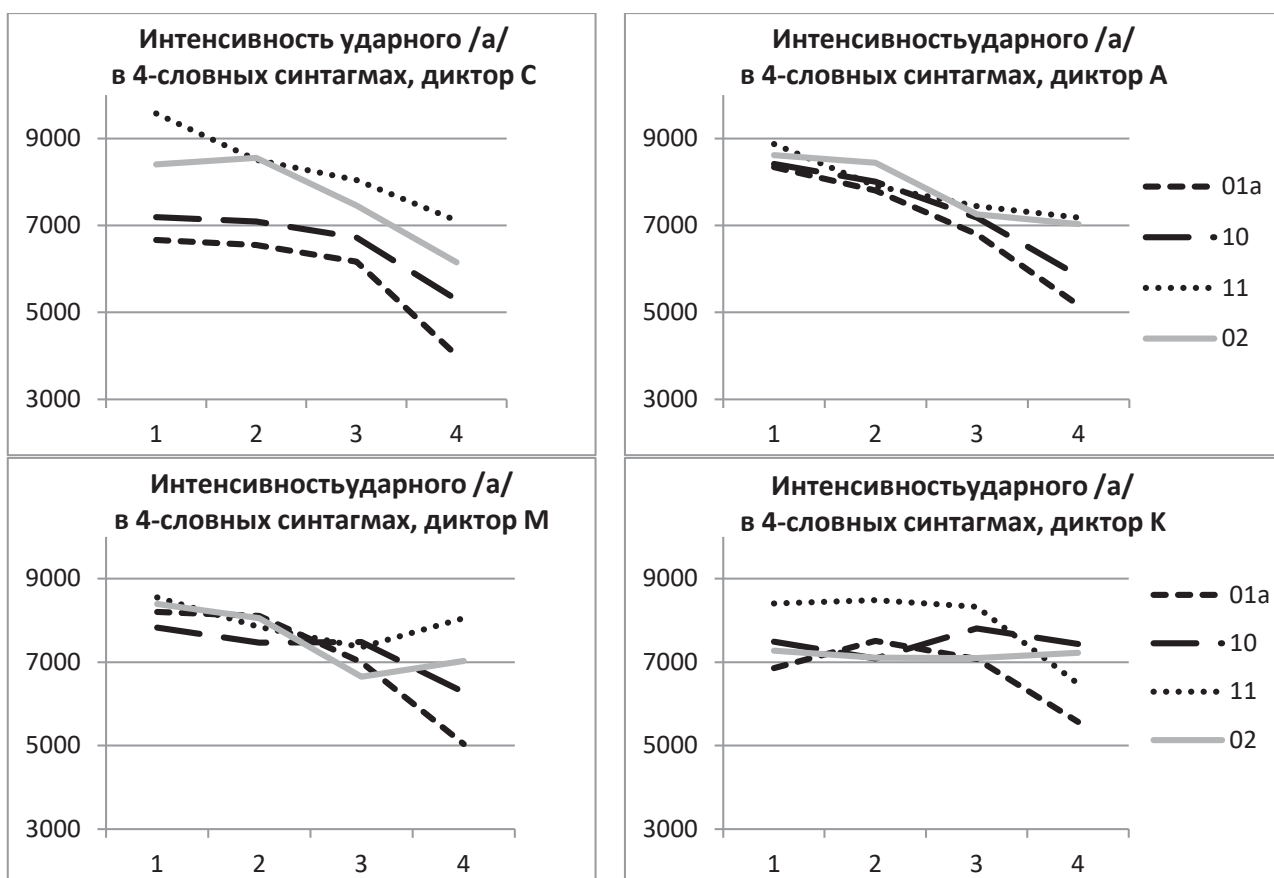 Интенсивность ударного /а/
в 4-словных синтагмах, диктор С
9000
7000
5000
3000
1 2 3 4
Интенсивностьударного /а/
в 4-словных синтагмах, диктор А
9000
7000
5000
3000
1 2 3 4
01a
10
11
02
Интенсивностьударного /а/
в 4-словных синтагмах, диктор М
9000
7000
5000
3000
1 2 3 4
Интенсивностьударного /а/
в 4-словных синтагмах, диктор К
9000
7000
5000
3000
1 2 3 4
01a
10
11
02